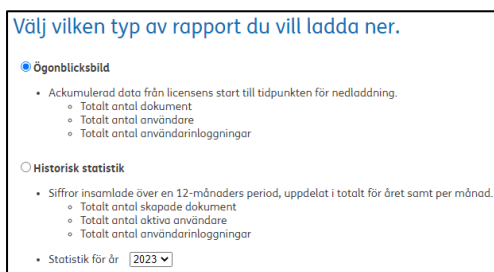 Välj vilken typ av rapport du vill ladda ner.
Ögonblicksbild
• Ackumulerad data från licensens start till tidpunkten för nedladdning.
○ Totalt antal dokument
○ Totalt antal användare
○ Totalt antal användarinloggningar
Historisk statistik
• Siffror insamlade över en 12-månaders period, uppdelat i totalt för året samt per månad.
○ Totalt antal skapade dokument
○ Totalt antal aktiva användare
○ Totalt antal användarinloggningar
• Statistik för år 2023